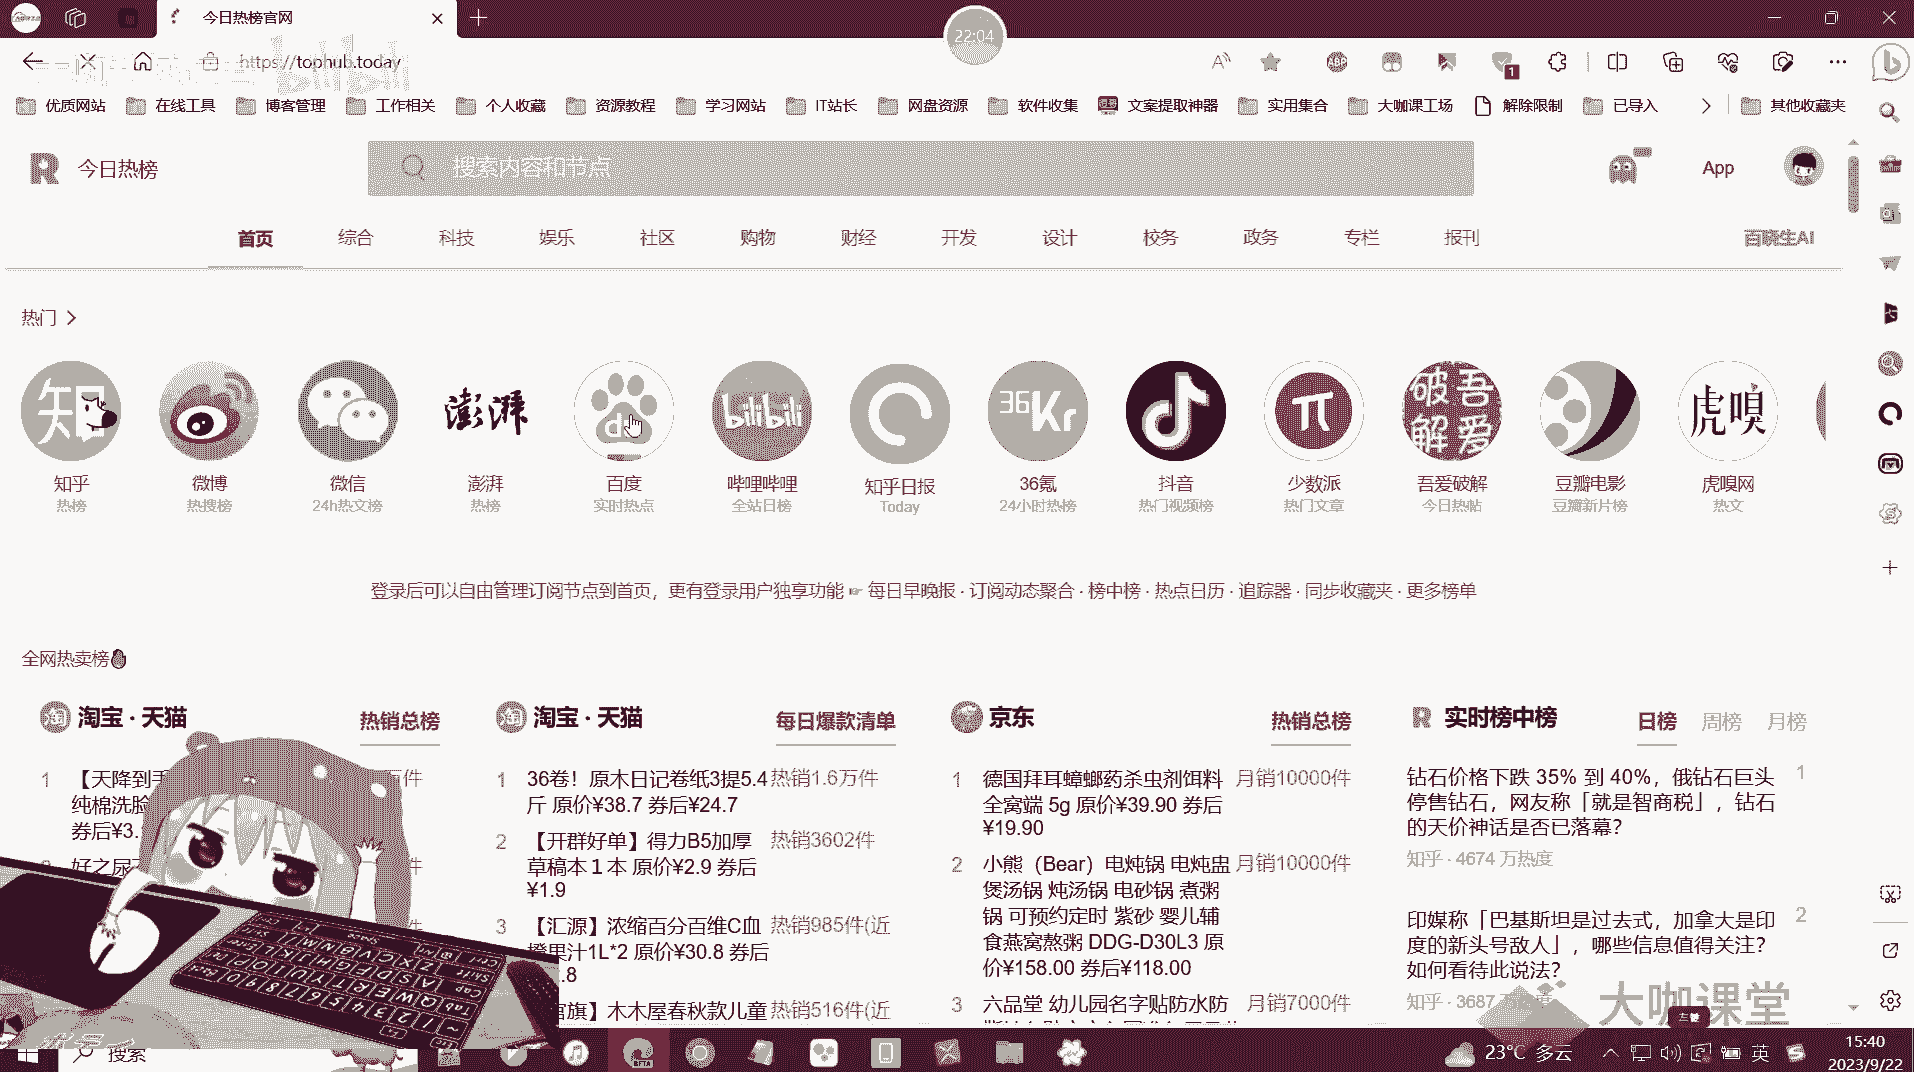 今日热榜官网
22:04
https://tophub.today
bilibili
ABP
1
优质网站 在线工具 博客管理 工作相关 个人收藏 资源教程 学习网站 IT站长 网盘资源 软件收集 文案提取神器 实用集合 大咖课工场 解除限制 已导入 其他收藏夹
今日热榜
搜索内容和节点
App
首页 综合 科技 娱乐 社区 购物 财经 开发 设计 校务 政务 专栏 报刊 百晓生AI
热门
知 澎湃 du bilibili 36Kr 吾爱破解 虎嗅
知乎 微博 微信 澎湃 百度 哔哩哔哩 知乎日报 36氪 抖音 少数派 吾爱破解 豆瓣电影 虎嗅网
热榜 热搜榜 24h热文榜 热榜 实时热点 全站日榜 Today 24小时热榜 热门视频榜 热门文章 今日热帖 豆瓣新片榜 热文
登录后可以自由管理订阅节点到首页，更有登录用户独享功能 ☞ 每日早晚报 · 订阅动态聚合 · 榜中榜 · 热点日历 · 追踪器 · 同步收藏夹 · 更多榜单
全网热卖榜
淘宝 · 天猫 热销总榜
1 【天降到手
纯棉洗脸
券后¥3.
件
好之尿不
件
淘宝 · 天猫 每日爆款清单
1 36卷！原木日记卷纸3提5.4 热销1.6万件
斤 原价¥38.7 券后¥24.7
2 【开群好单】得力B5加厚 热销3602件
草稿本 1 本 原价¥2.9 券后
¥1.9
3 【汇源】浓缩百分百维C血 热销985件(近
橙果汁1L*2 原价¥30.8 券后
.8
旗】木木屋春秋款儿童 热销516件(近
京东 热销总榜
1 德国拜耳蟑螂药杀虫剂饵料 月销10000件
全窝端 5g 原价¥39.90 券后
¥19.90
2 小熊（Bear）电炖锅 电炖盅 月销10000件
煲汤锅 炖汤锅 电砂锅 煮粥
锅 可预约定时 紫砂 婴儿辅
食燕窝熬粥 DDG-D30L3 原
价¥158.00 券后¥118.00
3 六品堂 幼儿园名字贴防水防 月销7000件
实时榜中榜 日榜 周榜 月榜
钻石价格下跌 35% 到 40%，俄钻石巨头 1
停售钻石，网友称「就是智商税」，钻石
的天价神话是否已落幕？
知乎 · 4674 万热度
印媒称「巴基斯坦是过去式，加拿大是印 2
度的新头号敌人」，哪些信息值得关注？
如何看待此说法？
知乎 · 3687
大咖课堂
搜索
BETA
23°C 多云
英
15:40
2023/9/22